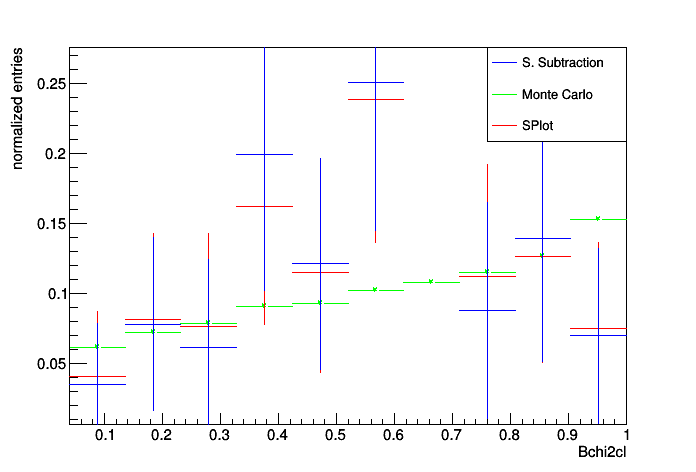 normalized entries
0.25
0.2
0.15
0.1
0.05
S. Subtraction
Monte Carlo
SPlot
0.1 0.2 0.3 0.4 0.5 0.6 0.7 0.8 0.9 1
Bchi2cl